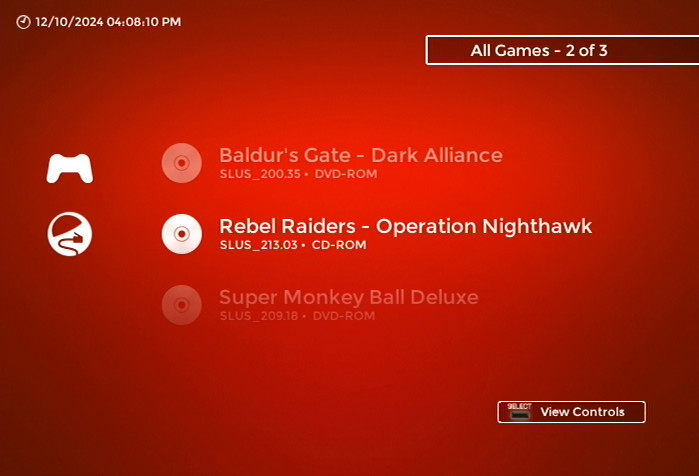 12/10/2024 04:08:10 PM
All Games - 2 of 3
Baldur's Gate - Dark Alliance
SLUS_200.35 • DVD-ROM
Rebel Raiders - Operation Nighthawk
SLUS_213.03 • CD-ROM
Super Monkey Ball Deluxe
SLUS_209.18 • DVD-ROM
SELECT View Controls